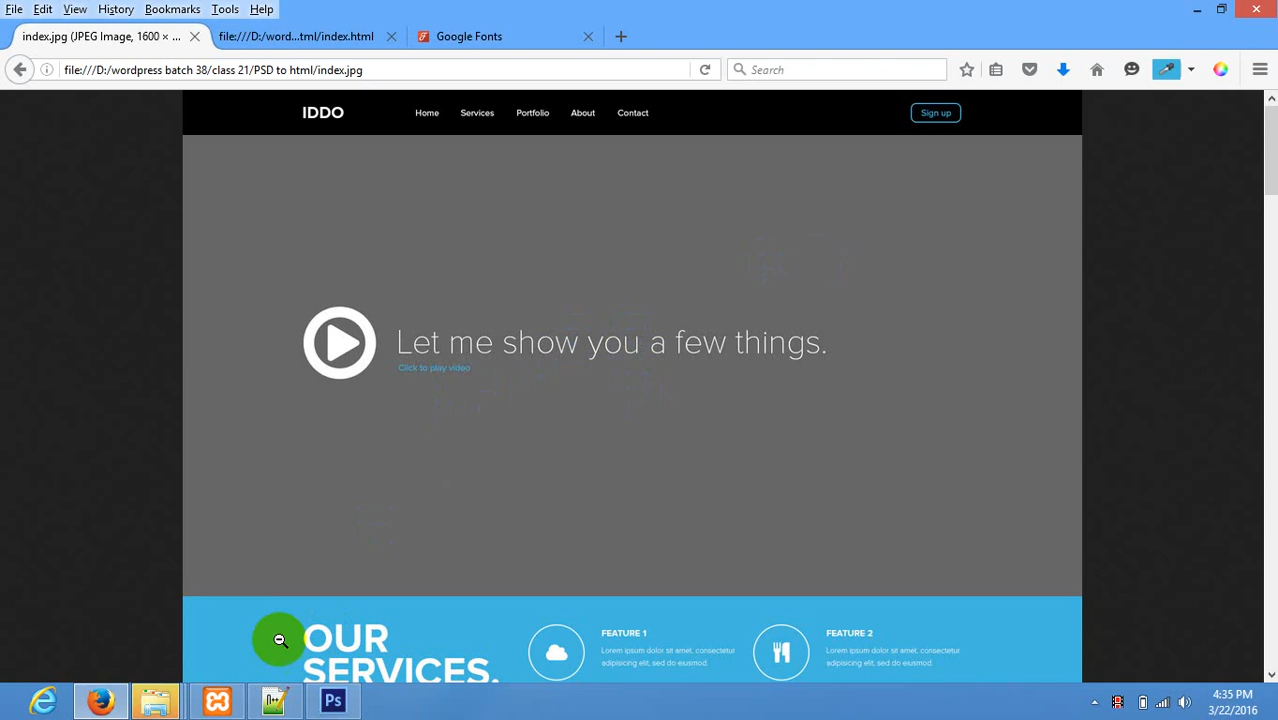 File Edit View History Bookmarks Tools Help
index.jpg (JPEG Image, 1600 × ... file:///D:/word...tml/index.html Google Fonts
file:///D:/wordpress batch 38/class 21/PSD to html/index.jpg Search
IDDO Home Services Portfolio About Contact Sign up
Let me show you a few things.
Click to play video
OUR
SERVICES.
FEATURE 1
Lorem ipsum dolor sit amet, consectetur
adipisicing elit, sed do eiusmod.
FEATURE 2
Lorem ipsum dolor sit amet, consectetur
adipisicing elit, sed do eiusmod.
Ps
4:35 PM
3/22/2016